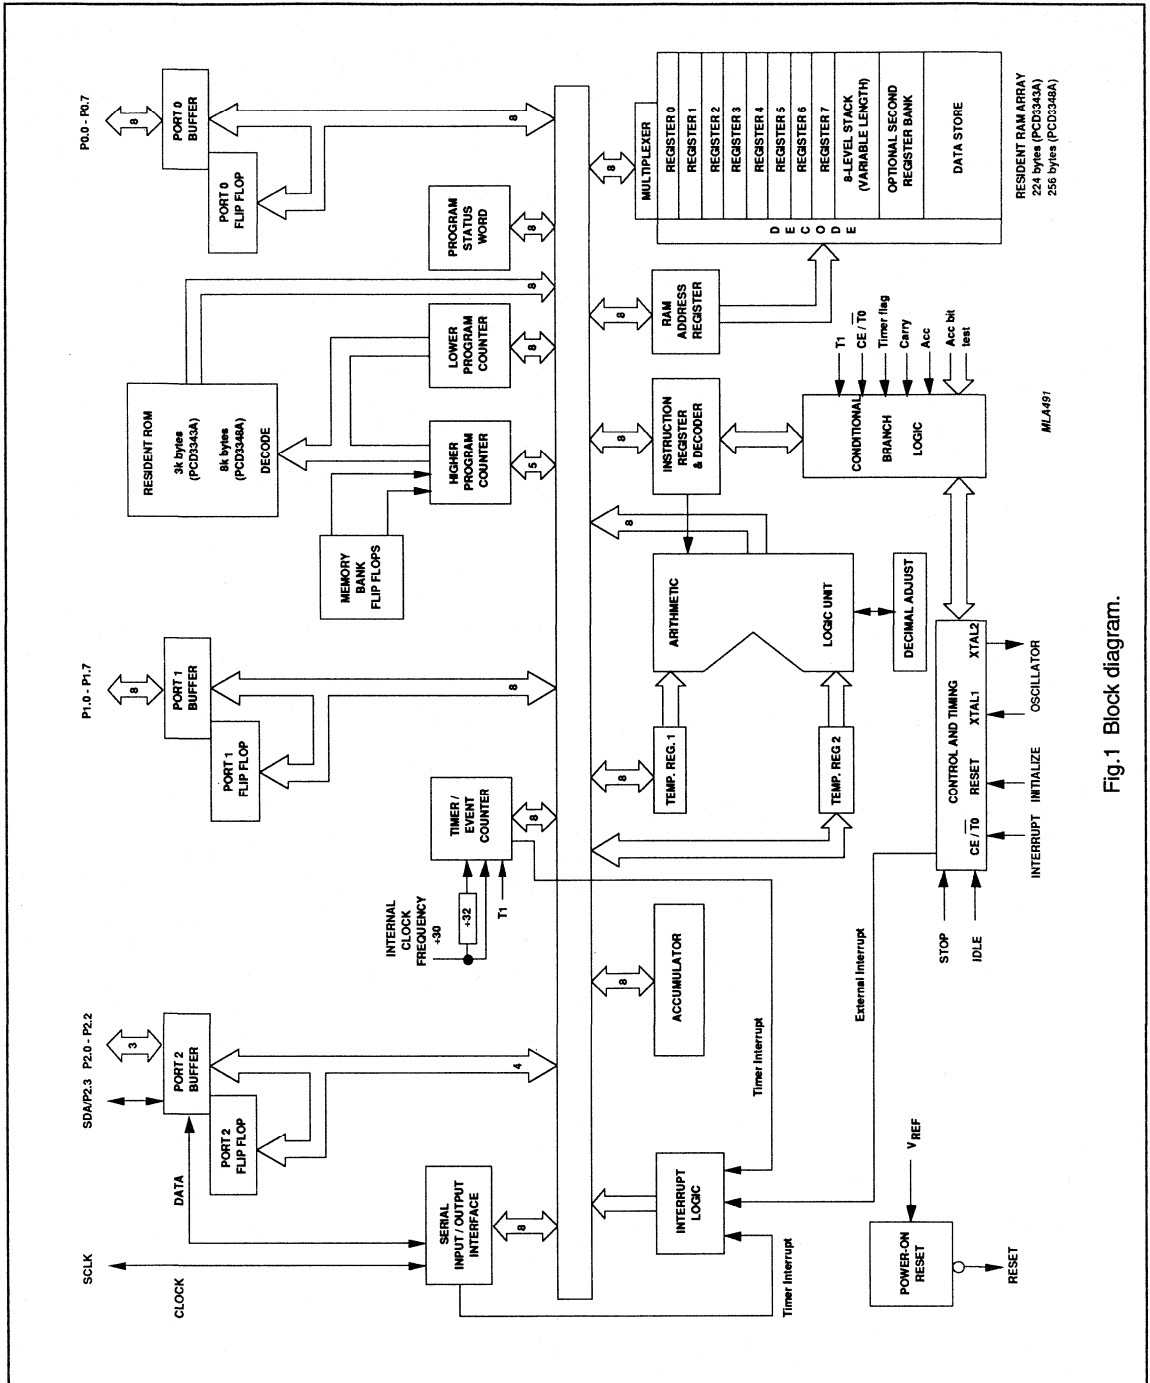 SCLK
SDA/P2.3
P2.0 - P2.2
P1.0 - P1.7
P0.0 - P0.7
3
8
8
CLOCK
DATA
PORT 2
BUFFER
PORT 2
FLIP FLOP
PORT 1
BUFFER
PORT 1
FLIP FLOP
PORT 0
BUFFER
PORT 0
FLIP FLOP
RESIDENT ROM
3k bytes
(PCD3343A)
8k bytes
(PCD3348A)
DECODE
MEMORY
BANK
FLIP FLOPS
INTERNAL
CLOCK
FREQUENCY
+30
+32
T1
SERIAL
INPUT / OUTPUT
INTERFACE
TIMER /
EVENT
COUNTER
HIGHER
PROGRAM
COUNTER
LOWER
PROGRAM
COUNTER
PROGRAM
STATUS
WORD
8
4
8
8
5
8
8
8
8
8
8
8
8
8
8
8
INTERRUPT
LOGIC
ACCUMULATOR
TEMP. REG. 1
TEMP. REG 2
ARITHMETIC
LOGIC UNIT
DECIMAL ADJUST
INSTRUCTION
REGISTER
& DECODER
RAM
ADDRESS
REGISTER
MULTIPLEXER
DECODE
REGISTER 0
REGISTER 1
REGISTER 2
REGISTER 3
REGISTER 4
REGISTER 5
REGISTER 6
REGISTER 7
8-LEVEL STACK
(VARIABLE LENGTH)
OPTIONAL SECOND
REGISTER BANK
DATA STORE
RESIDENT RAM ARRAY
224 bytes (PCD3343A)
256 bytes (PCD3348A)
Timer Interrupt
Timer Interrupt
External Interrupt
CONDITIONAL
BRANCH
LOGIC
T1
CE / T0
Timer flag
Carry
Acc
Acc bit
test
POWER-ON
RESET
VREF
RESET
STOP
IDLE
CONTROL AND TIMING
CE / T0
RESET
XTAL1
XTAL2
INTERRUPT
INITIALIZE
OSCILLATOR
MLA491
Fig.1 Block diagram.